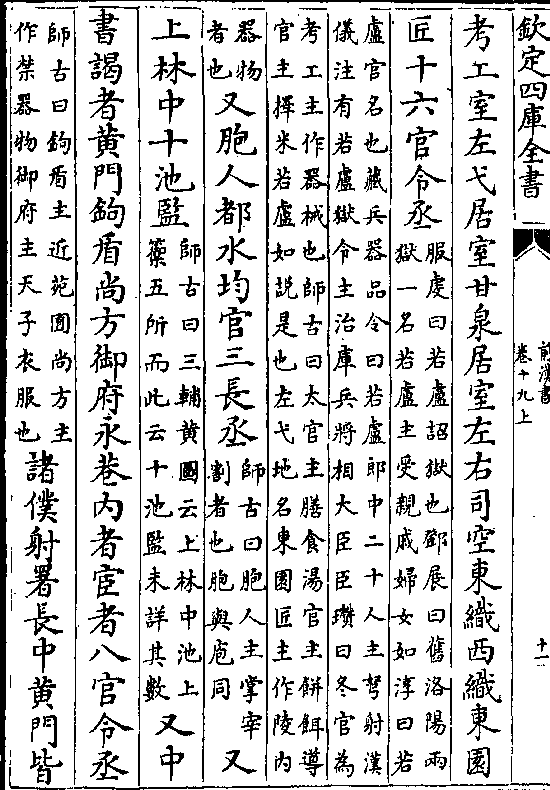 欽定四庫全書
前漢書
卷十九上
十一
考工室左弋居室甘泉居室左右司空東織西織東園
匠十六官令丞
服虔曰若盧詔獄也鄧展曰舊洛陽兩
獄一名若盧主受親戚婦女如淳曰若
盧官名也藏兵器品令曰若盧郎中二十人主弩射漢
儀注有若盧獄令主治庫兵將相大臣臣瓚曰冬官為
考工主作器械也師古曰太官主膳食湯官主餅餌導
官主擇米若盧如說是也左弋地名東園匠主作陵内
器物
者也
又胞人都水均官三長丞
師古曰胞人主掌宰
割者也胞與庖同
又
上林中十池監
師古曰三輔黄圖云上林中池上
籞五所而此云十池監未詳其數
又中
書謁者黄門鉤盾尚方御府永巷内者宦者八官令丞
師古曰鉤盾主近苑囿尚方主
作禁器物御府主天子衣服也
諸僕射署長中黄門皆